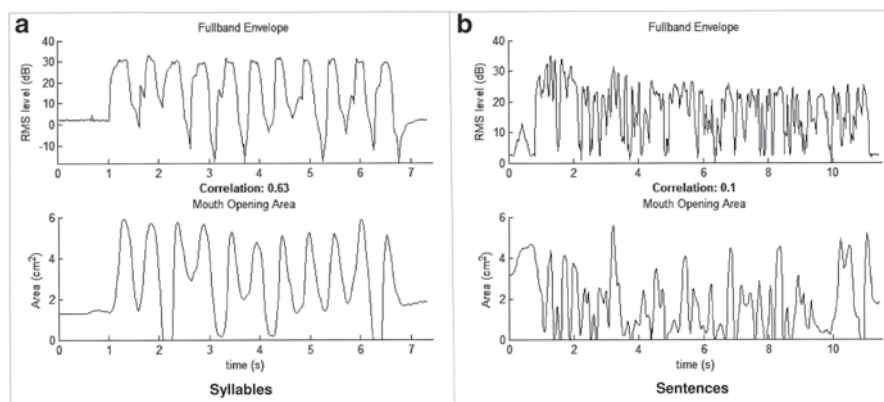 a
Fullband Envelope
RMS level (dB)
40
30
20
10
0
-10
0 1 2 3 4 5 6 7
Correlation: 0.63
Mouth Opening Area
Area (cm²)
6
4
2
0
0 1 2 3 4 5 6 7
time (s)
Syllables
b
Fullband Envelope
RMS level (dB)
40
30
20
10
0
0 2 4 6 8 10
Correlation: 0.1
Mouth Opening Area
Area (cm²)
6
4
2
0
0 2 4 6 8 10
time (s)
Sentences